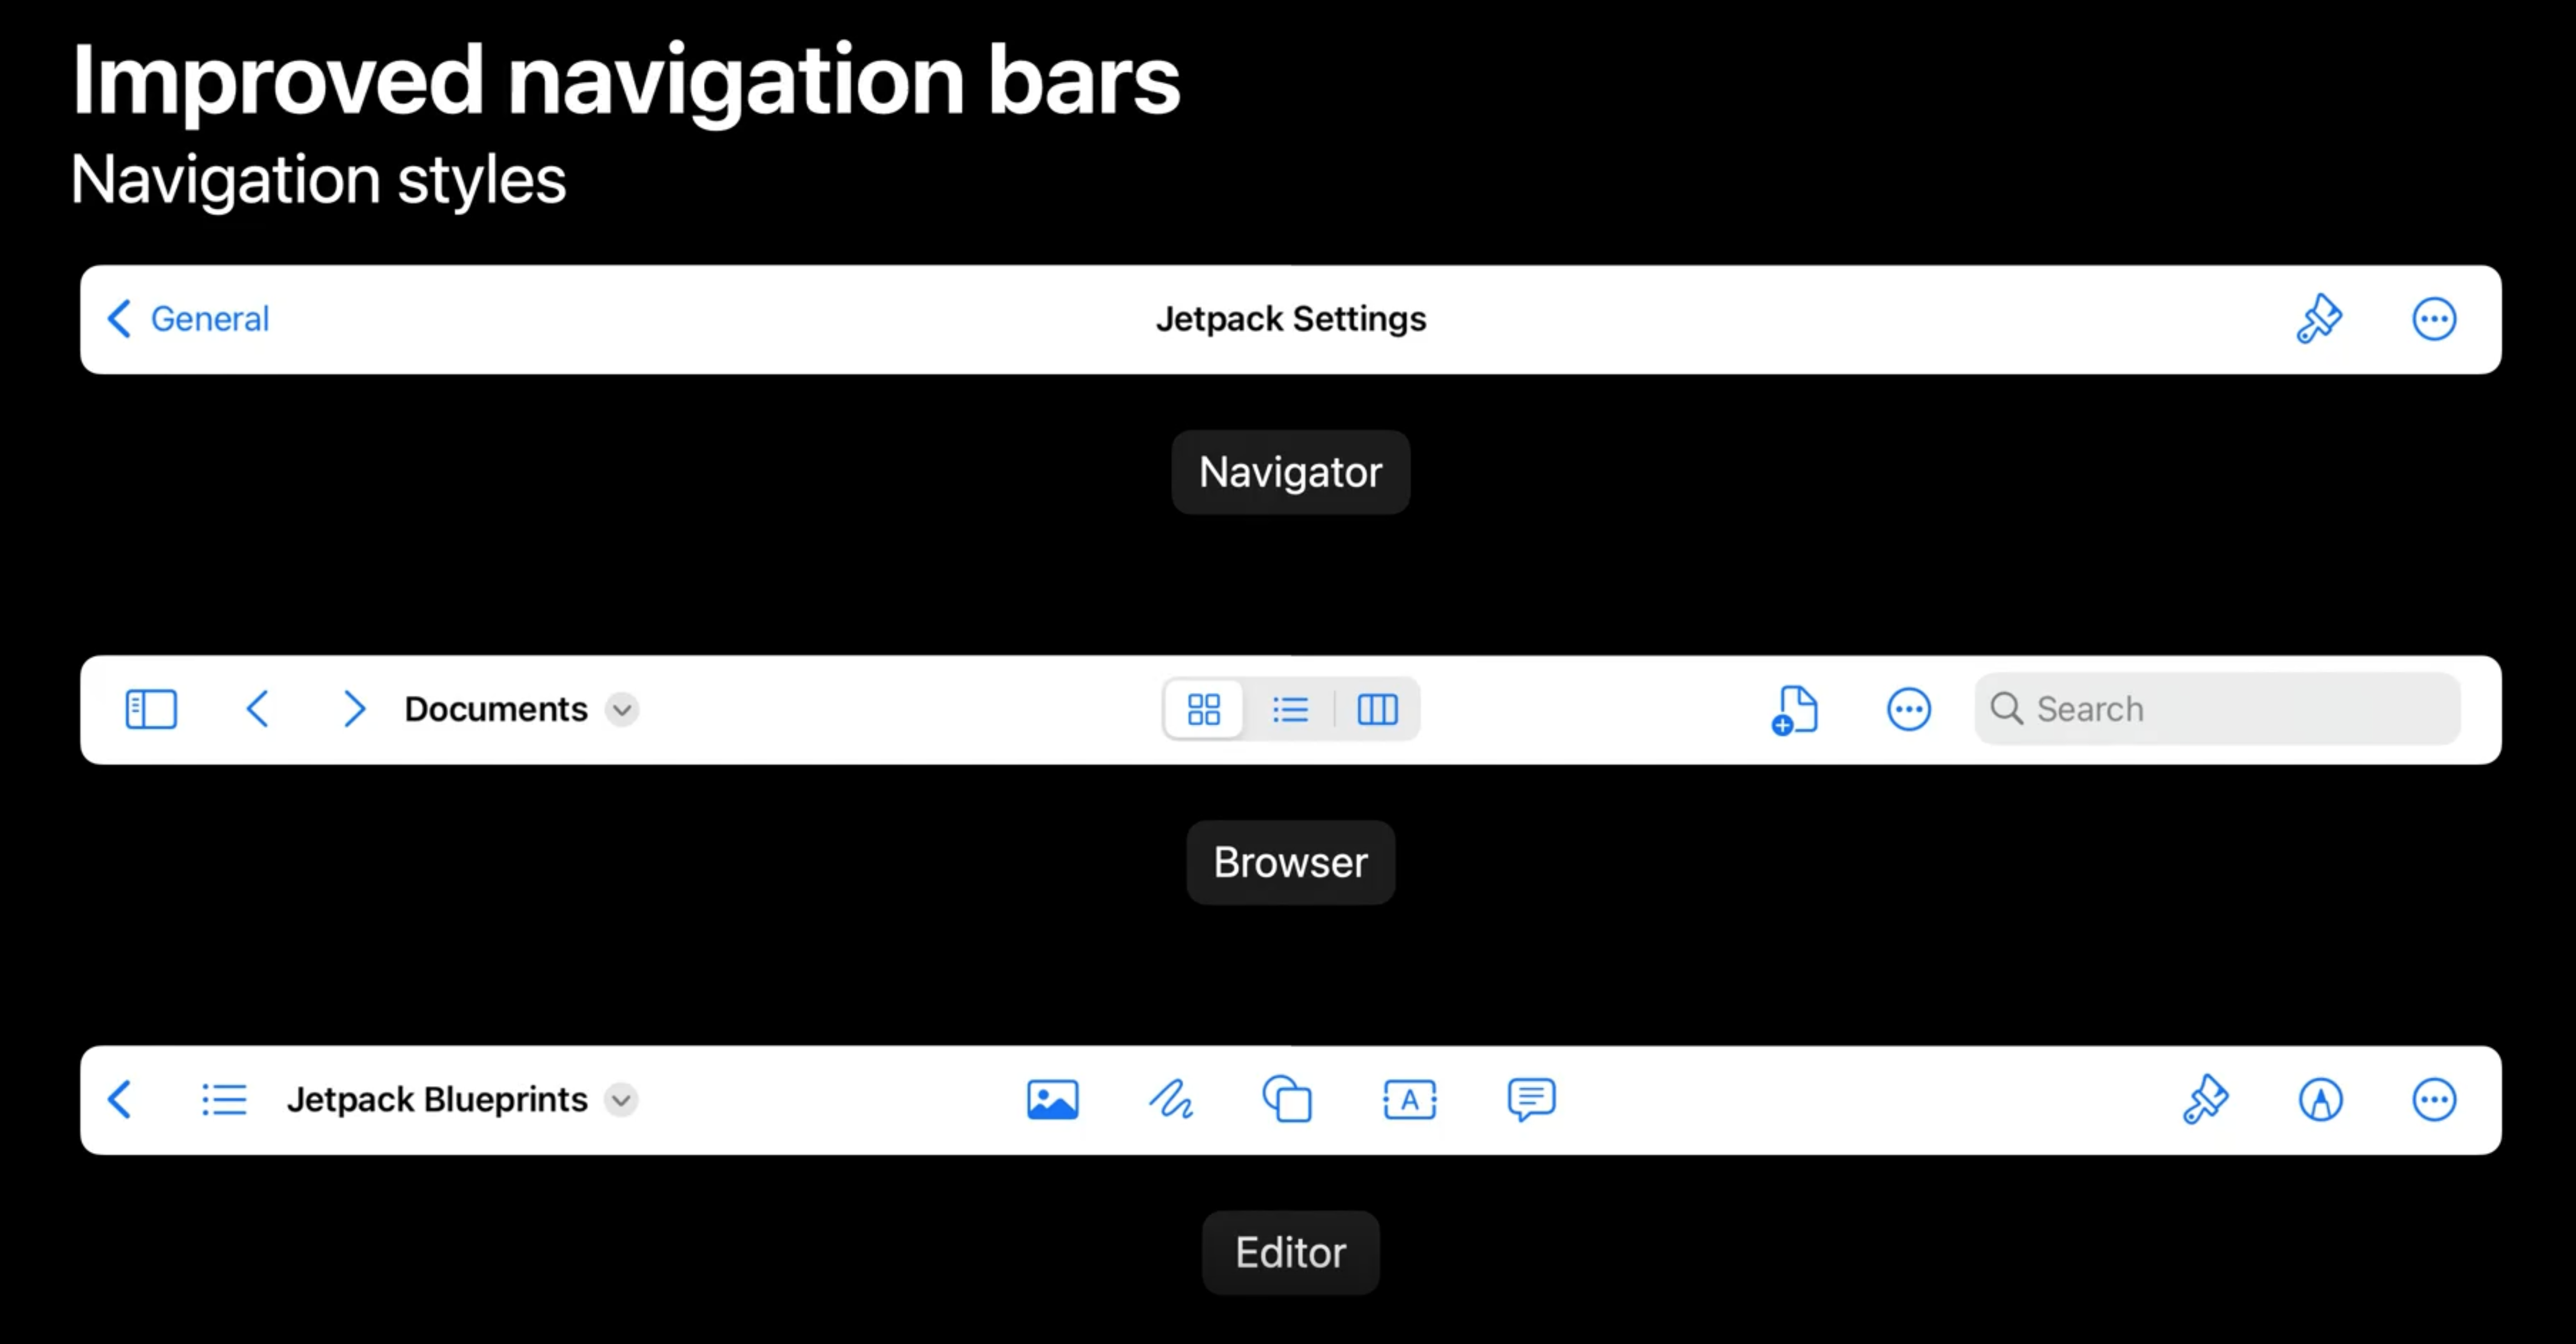 Improved navigation bars
Navigation styles
General Jetpack Settings
Navigator
Documents Search
Browser
Jetpack Blueprints A
Editor